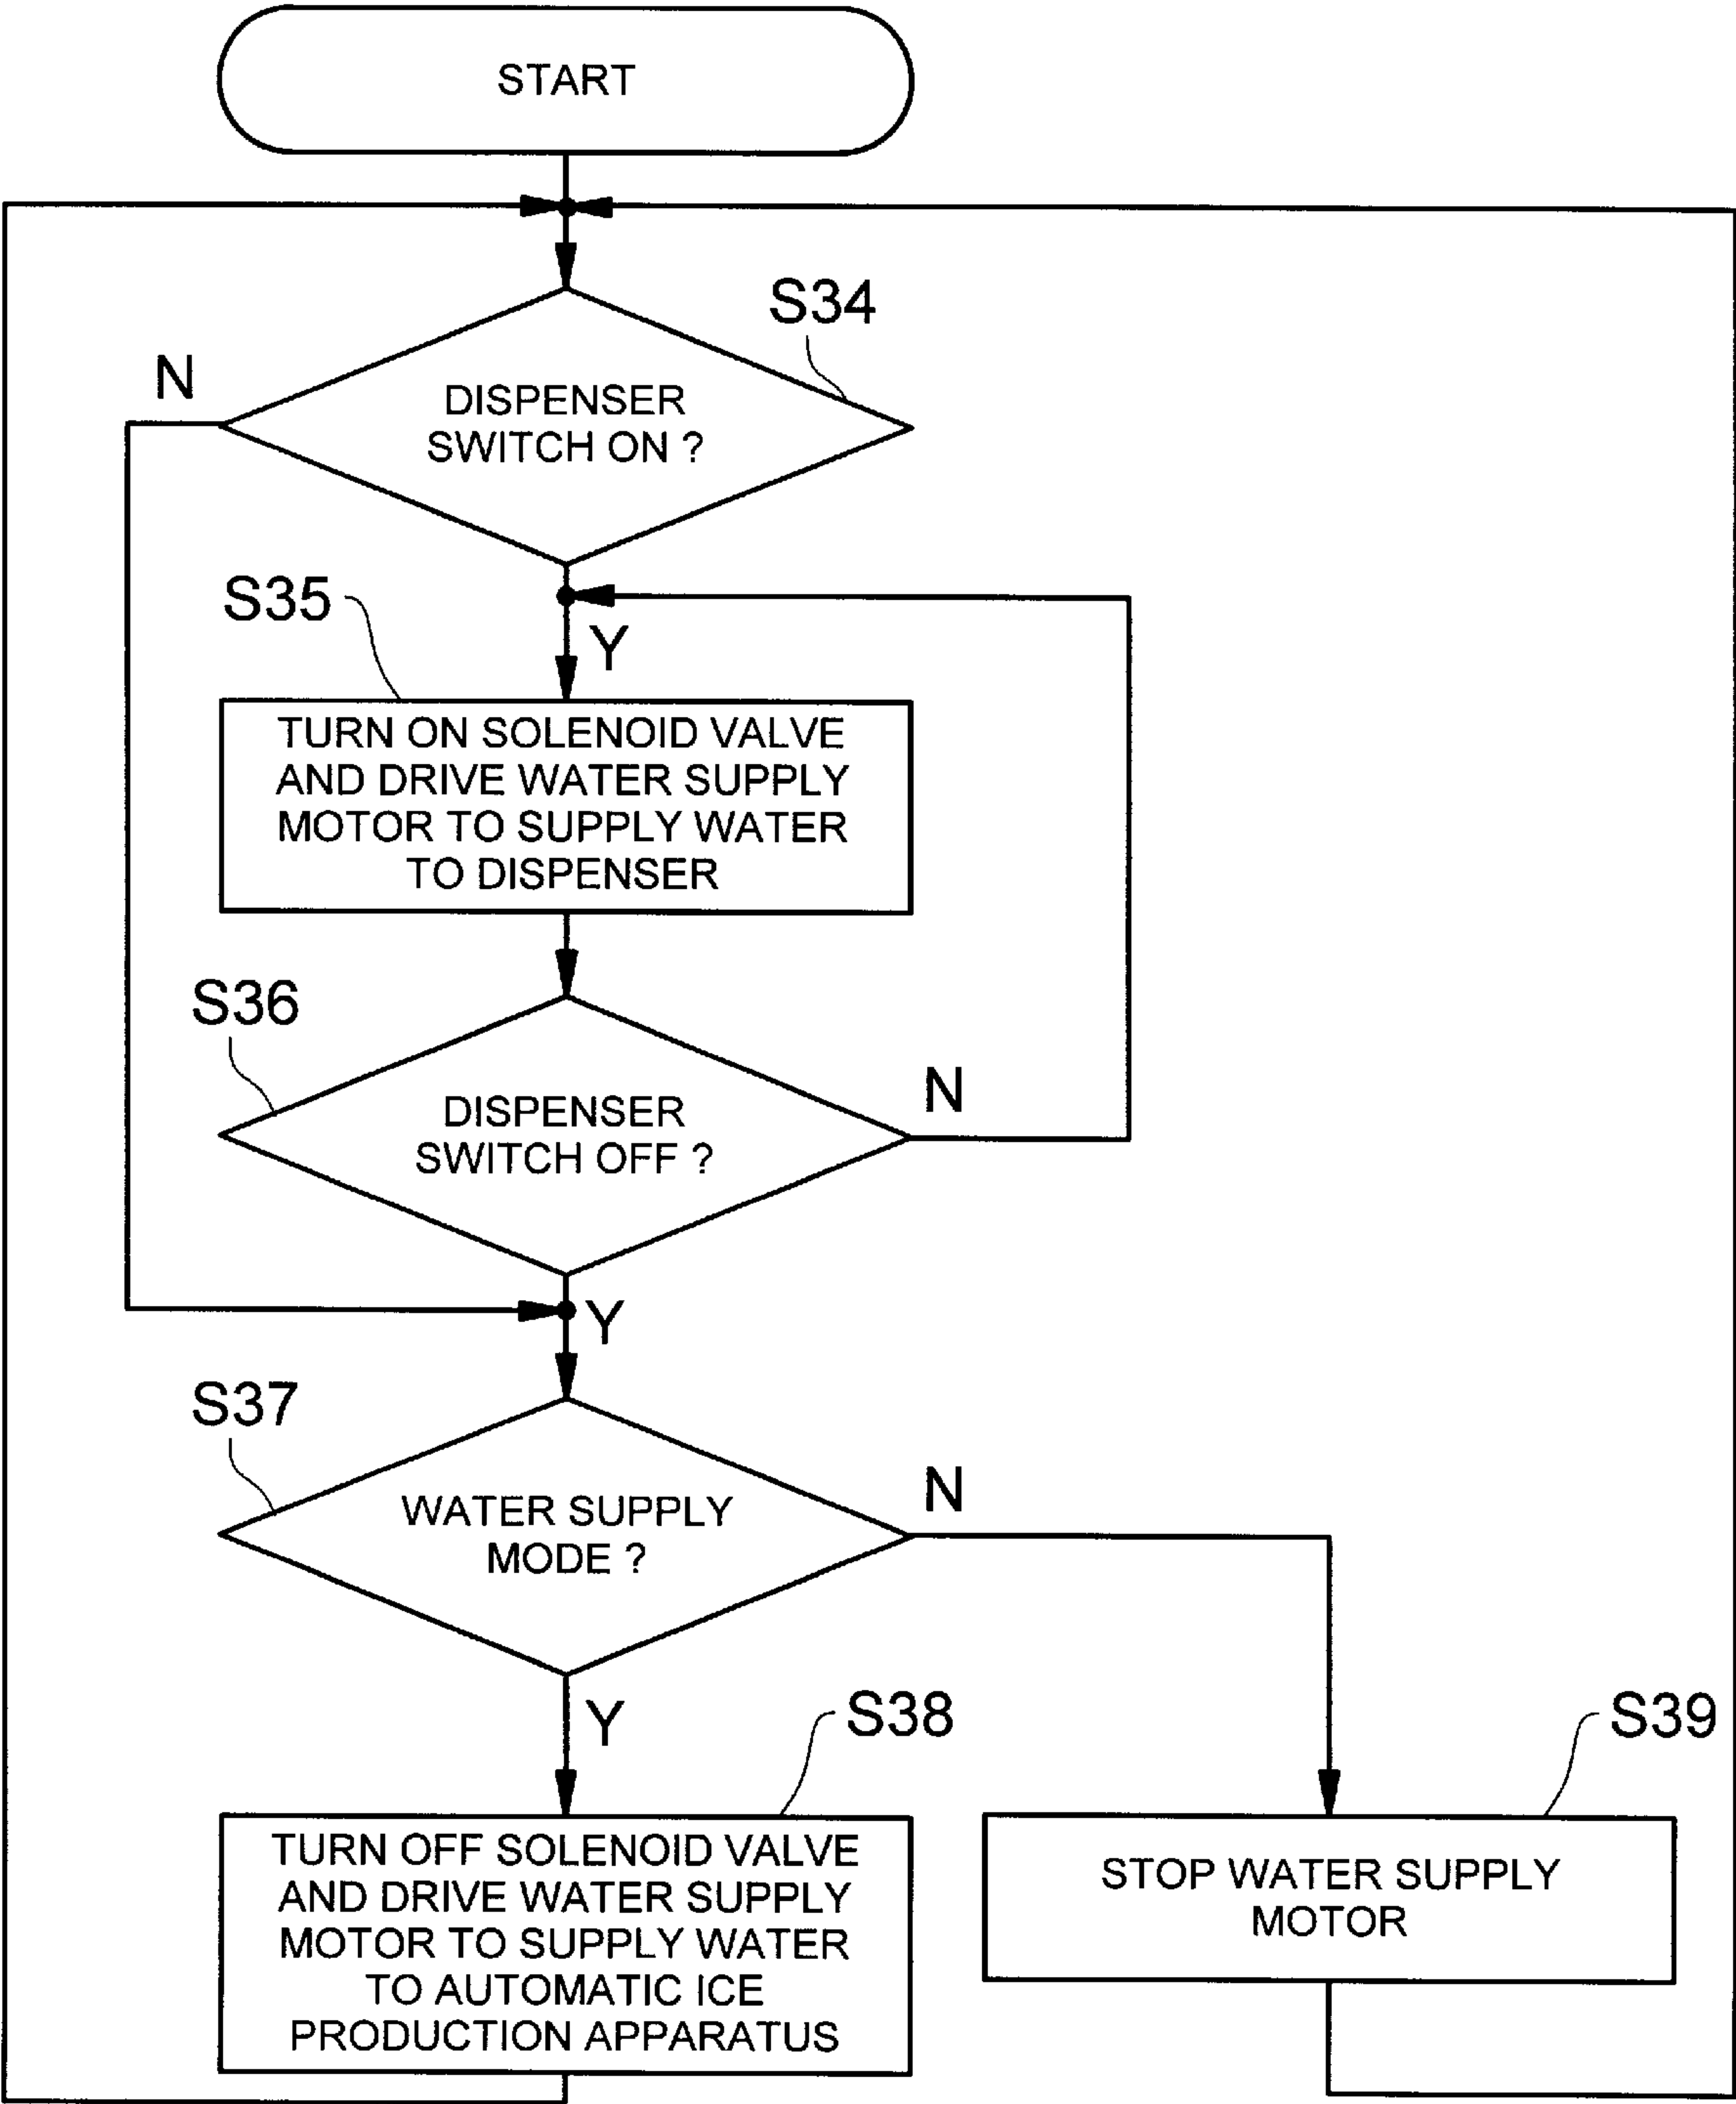 START
S34
N
DISPENSER
SWITCH ON ?
S35
Y
TURN ON SOLENOID VALVE
AND DRIVE WATER SUPPLY
MOTOR TO SUPPLY WATER
TO DISPENSER
S36
N
DISPENSER
SWITCH OFF ?
Y
S37
N
WATER SUPPLY
MODE ?
Y
S38
S39
TURN OFF SOLENOID VALVE
AND DRIVE WATER SUPPLY
MOTOR TO SUPPLY WATER
TO AUTOMATIC ICE
PRODUCTION APPARATUS
STOP WATER SUPPLY
MOTOR